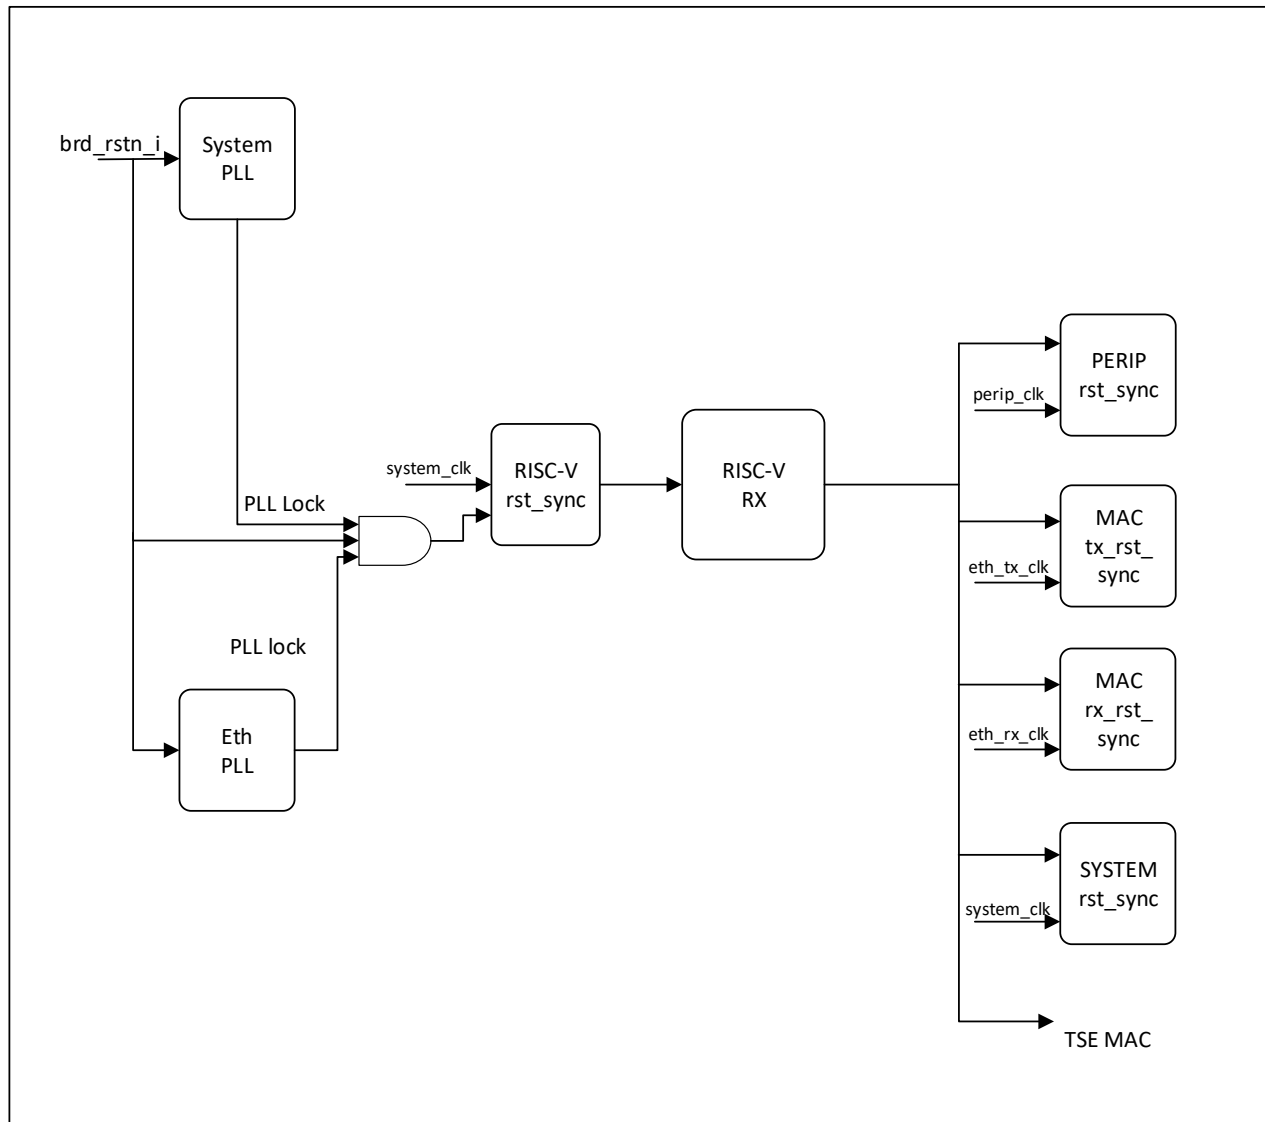 brd_rstn_i
System
PLL
PLL Lock
PLL lock
Eth
PLL
system_clk
RISC-V
rst_sync
RISC-V
RX
PERIP
rst_sync
perip_clk
MAC
tx_rst_
sync
eth_tx_clk
MAC
rx_rst_
sync
eth_rx_clk
SYSTEM
rst_sync
system_clk
TSE MAC